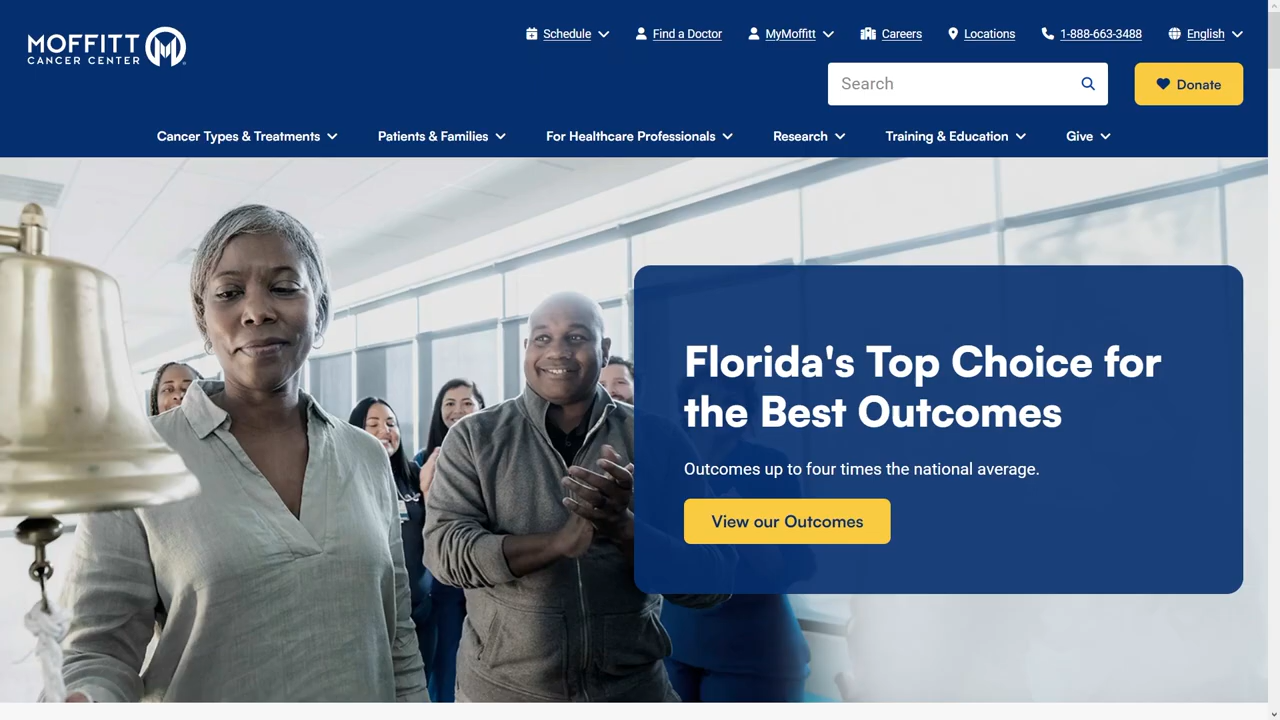 MOFFITT
CANCER CENTER
Schedule
Find a Doctor
MyMoffitt
Careers
Locations
1-888-663-3488
English
Search
Donate
Cancer Types & Treatments
Patients & Families
For Healthcare Professionals
Research
Training & Education
Give
Florida's Top Choice for
the Best Outcomes
Outcomes up to four times the national average.
View our Outcomes